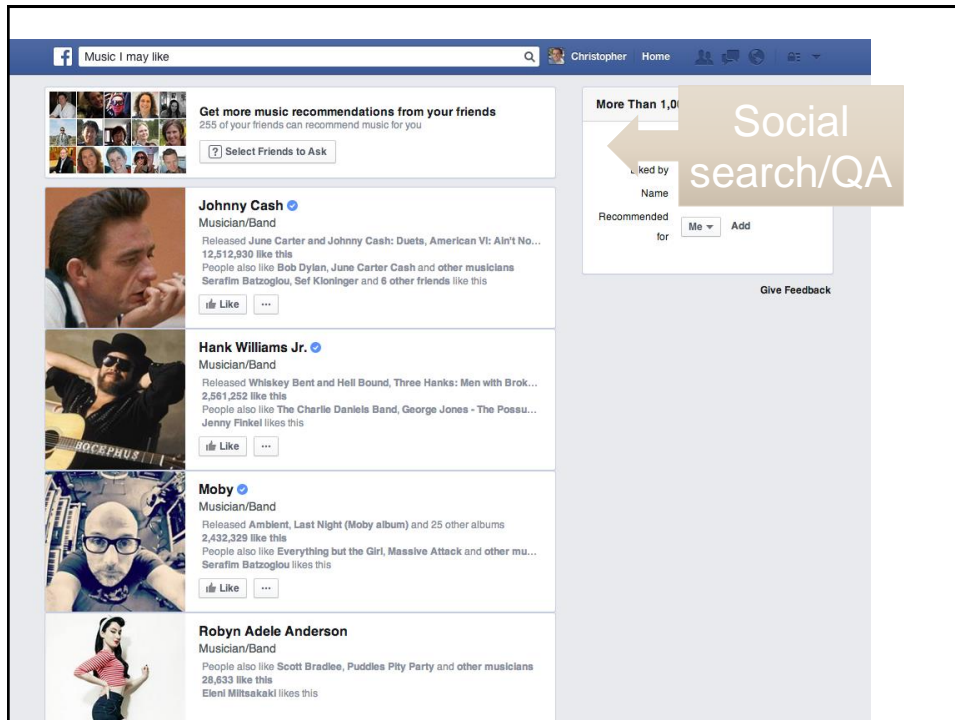 f Music I may like Christopher Home
Get more music recommendations from your friends
255 of your friends can recommend music for you
? Select Friends to Ask
Johnny Cash
Musician/Band
Released June Carter and Johnny Cash: Duets, American VI: Ain't No...
12,512,930 like this
People also like Bob Dylan, June Carter Cash and other musicians
Serafim Batzoglou, Sef Kloninger and 6 other friends like this
Like ...
Hank Williams Jr.
Musician/Band
Released Whiskey Bent and Hell Bound, Three Hanks: Men with Brok...
2,561,252 like this
People also like The Charlie Daniels Band, George Jones - The Possu...
Jenny Finkel likes this
Like ...
BOCEPHUS
Moby
Musician/Band
Released Ambient, Last Night (Moby album) and 25 other albums
2,432,329 like this
People also like Everything but the Girl, Massive Attack and other mu...
Serafim Batzoglou likes this
Like ...
Robyn Adele Anderson
Musician/Band
People also like Scott Bradlee, Puddles Pity Party and other musicians
28,633 like this
Eleni Miltsakaki likes this
More Than
Social
search/QA
by
Name
Recommended
for
Me Add
Give Feedback